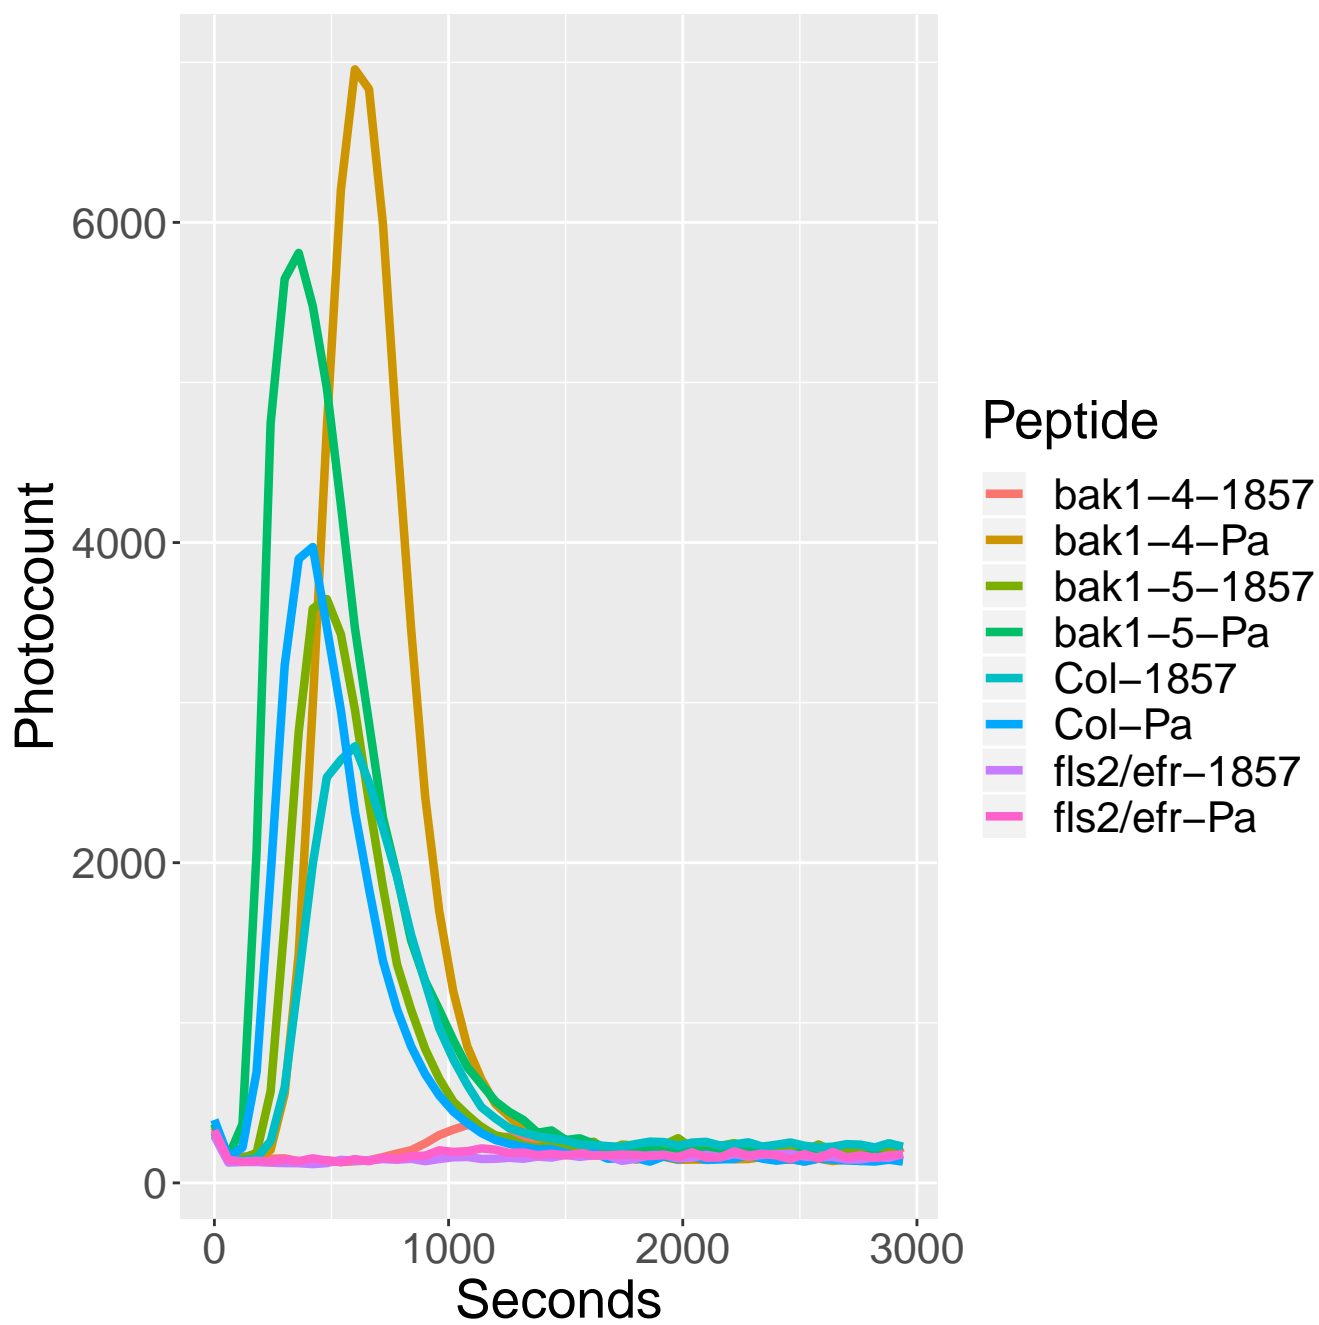 Photocount
6000
4000
2000
0
0 1000 2000 3000
Seconds
Peptide
bak1−4−1857
bak1−4−Pa
bak1−5−1857
bak1−5−Pa
Col−1857
Col−Pa
fls2/efr−1857
fls2/efr−Pa